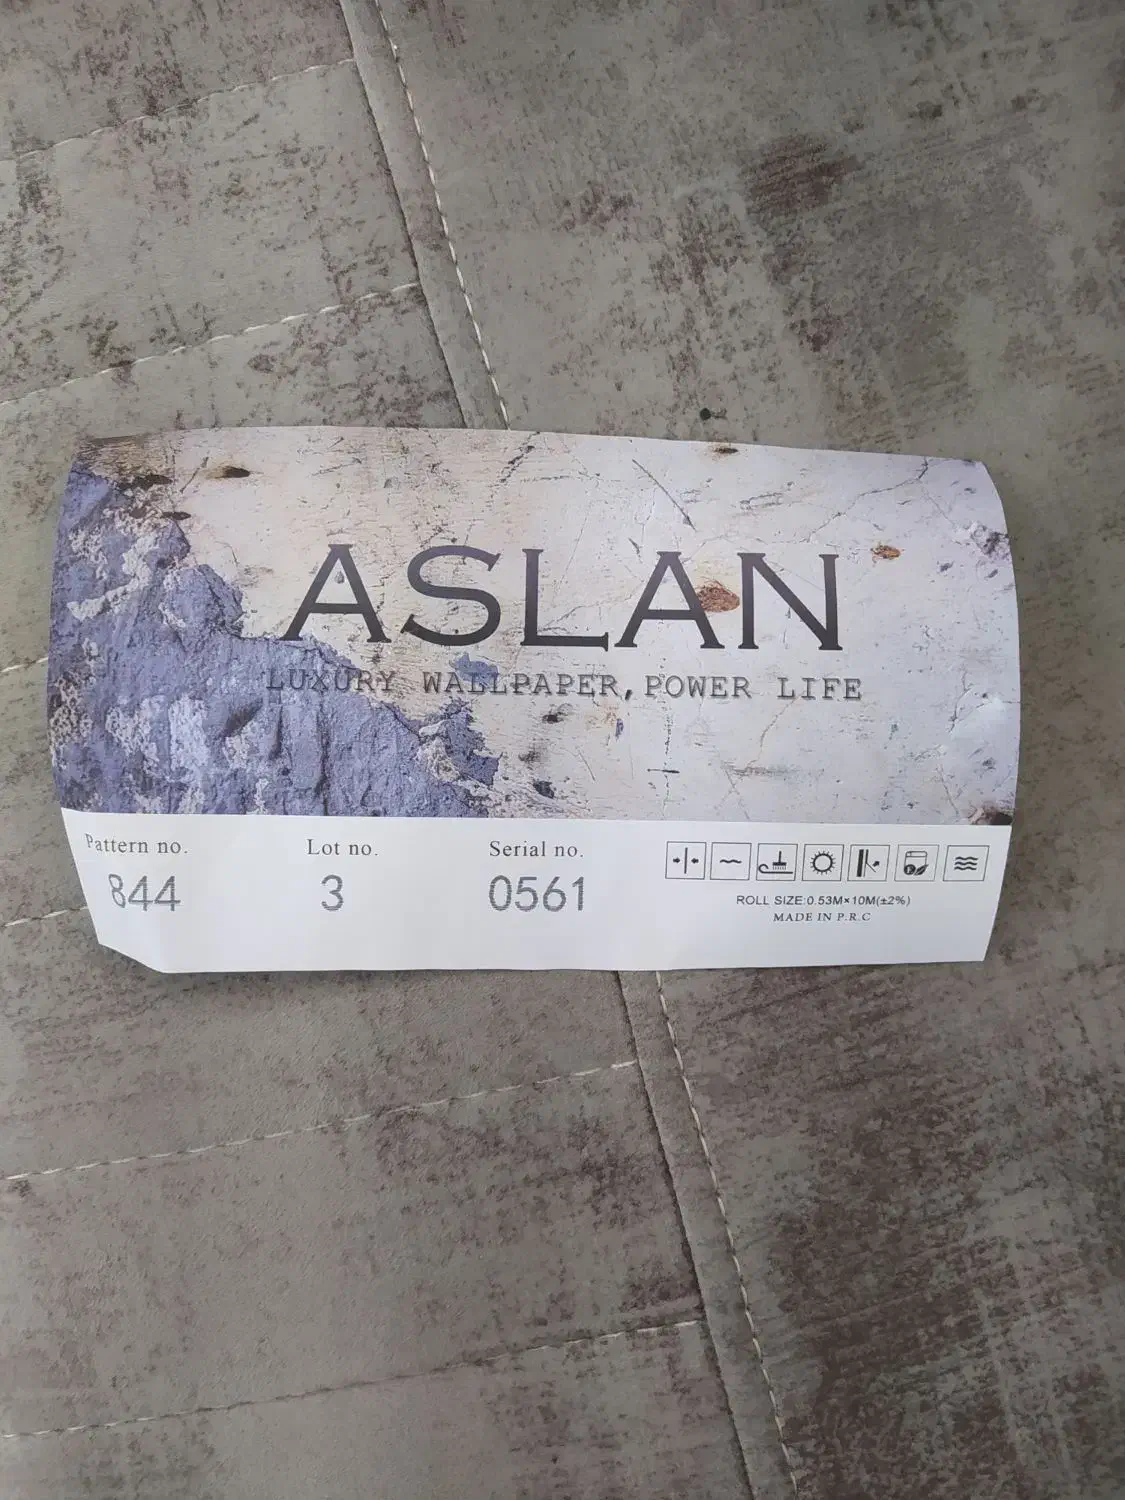 ASLAN
LUXURY WALLPAPER,POWER LIFE
Pattern no. Lot no. Serial no.
844 3 0561
ROLL SIZE:0.53M×10M(±2%)
MADE IN P.R.C